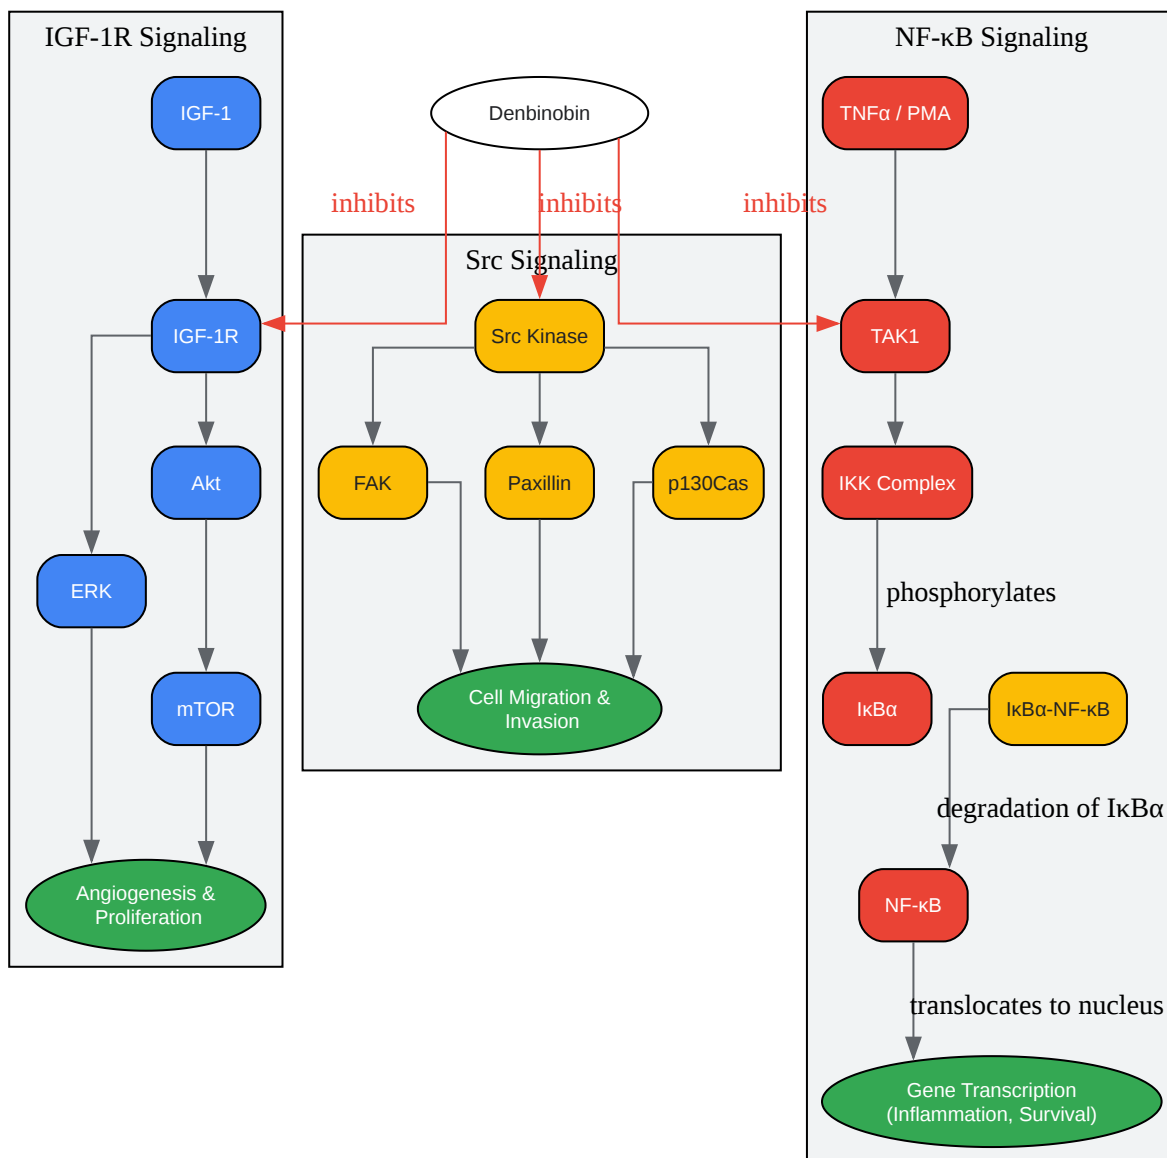 IGF-1R Signaling
NF-κB Signaling
IGF-1
Denbinobin
TNFα / PMA
inhibits
inhibits
inhibits
Src Signaling
IGF-1R
Src Kinase
TAK1
Akt
FAK
Paxillin
p130Cas
IKK Complex
ERK
phosphorylates
mTOR
Cell Migration &
Invasion
IκBα
IκBα-NF-κB
degradation of IκBα
Angiogenesis &
Proliferation
NF-κB
translocates to nucleus
Gene Transcription
(Inflammation, Survival)